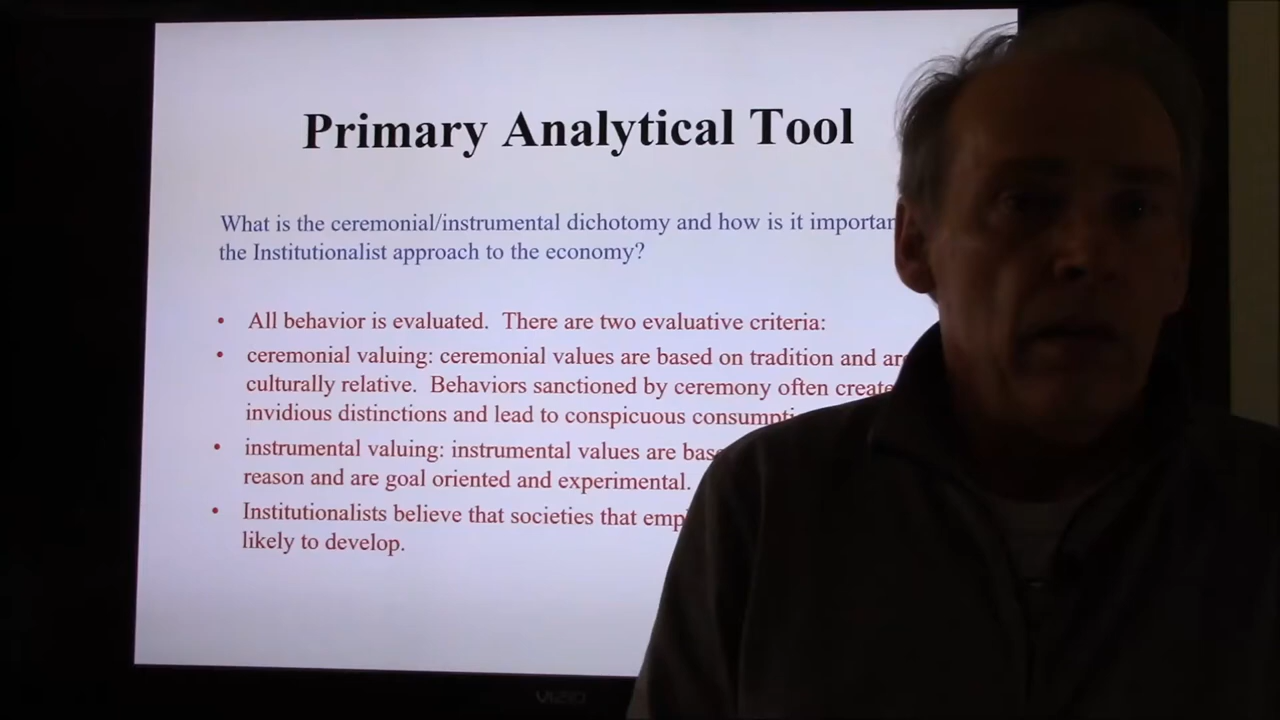 Primary Analytical Tool
What is the ceremonial/instrumental dichotomy and how is it importan
the Institutionalist approach to the economy?
• All behavior is evaluated. There are two evaluative criteria:
• ceremonial valuing: ceremonial values are based on tradition and are
culturally relative. Behaviors sanctioned by ceremony often create
invidious distinctions and lead to conspicuous consumpti
• instrumental valuing: instrumental values are bas
reason and are goal oriented and experimental.
• Institutionalists believe that societies that emp
likely to develop.
VIZIO